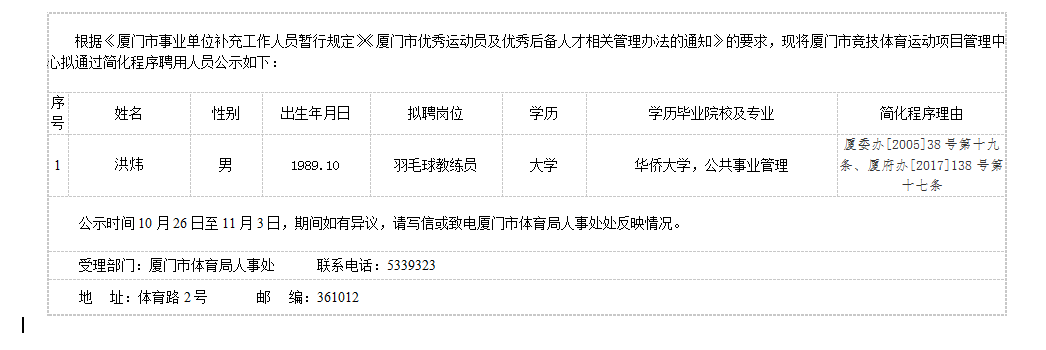 根据《厦门市事业单位补充工作人员暂行规定》《厦门市优秀运动员及优秀后备人才相关管理办法的通知》的要求，现将厦门市竞技体育运动项目管理中
心拟通过简化程序聘用人员公示如下：
序号 姓名 性别 出生年月日 拟聘岗位 学历 学历毕业院校及专业 简化程序理由
1 洪炜 男 1989.10 羽毛球教练员 大学 华侨大学，公共事业管理 厦委办[2005]38号第十九
条、厦府办[2017]138号第
十七条
公示时间10月26日至11月3日，期间如有异议，请写信或致电厦门市体育局人事处处反映情况。
受理部门：厦门市体育局人事处 联系电话：5339323
地 址：体育路2号 邮 编：361012